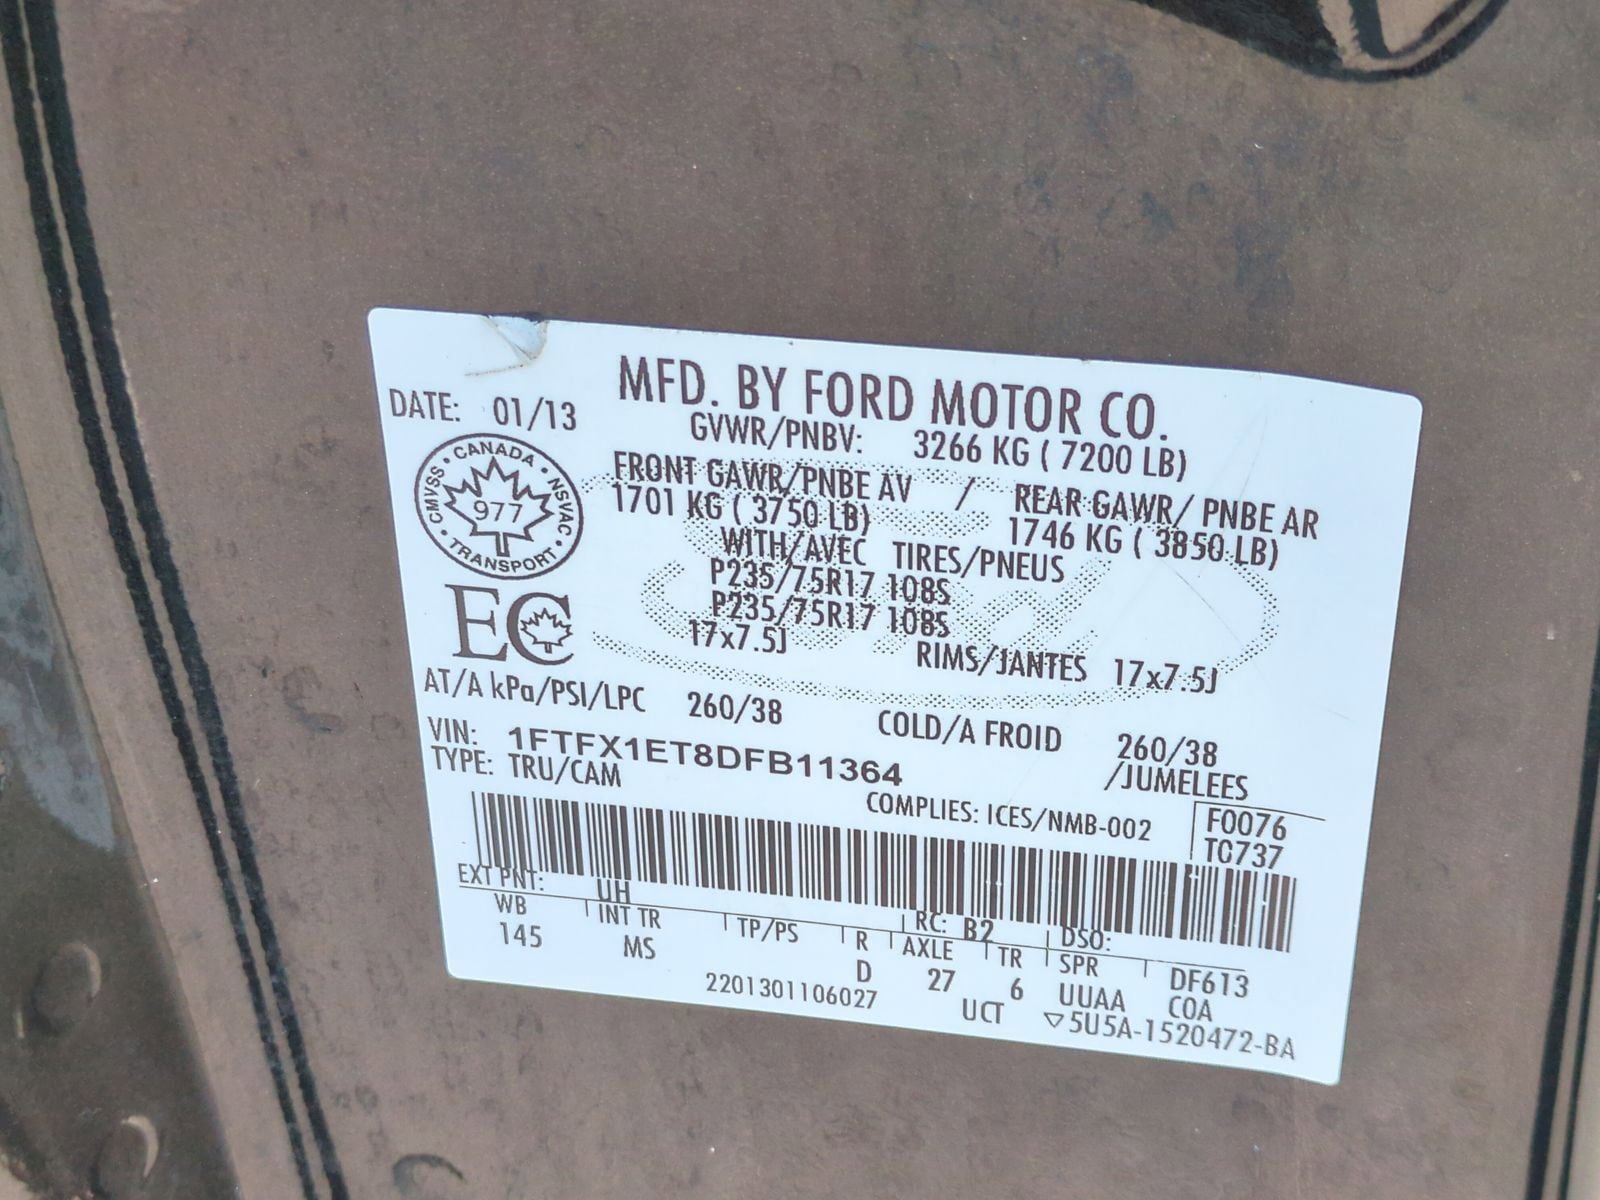 MFD. BY FORD MOTOR CO.
DATE: 01/13
GVWR/PNBV: 3266 KG ( 7200 LB)
FRONT GAWR/PNBE AV / REAR GAWR/ PNBE AR
1701 KG ( 3750 LB) 1746 KG ( 3850 LB)
WITH/AVEC TIRES/PNEUS
P235/75R17 108S
P235/75R17 108S
17x7.5J RIMS/JANTES 17x7.5J
CANADA
CMVSS • NSVAC
977
TRANSPORT
EC
AT/A kPa/PSI/LPC 260/38 COLD/A FROID 260/38
VIN: 1FTFX1ET8DFB11364 /JUMELEES
TYPE: TRU/CAM
COMPLIES: ICES/NMB-002 F0076
T0737
EXT PNT: UH RC: B2 DSO:
WB INT TR TP/PS R AXLE TR SPR DF613
145 MS D 27 6 UUAA COA
2201301106027 UCT ▽5U5A-1520472-BA